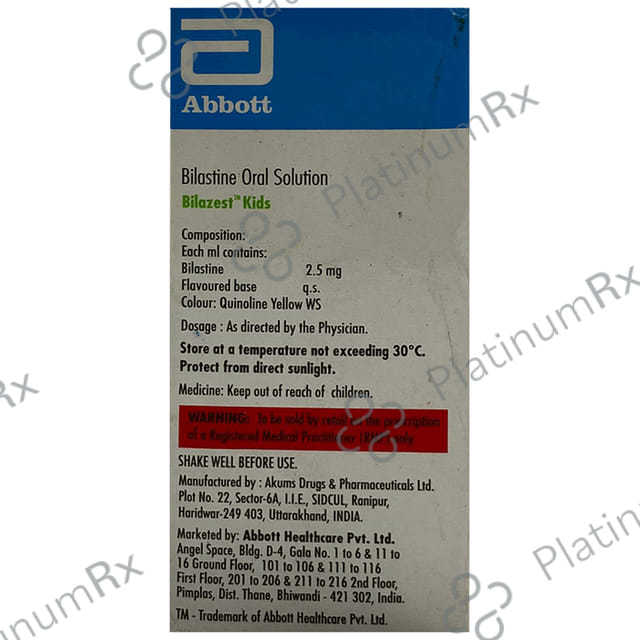 Abbott
Bilastine Oral Solution
Bilazest™ Kids
Composition:
Each ml contains:
Bilastine 2.5 mg
Flavoured base q.s.
Colour: Quinoline Yellow WS
Dosage : As directed by the Physician.
Store at a temperature not exceeding 30°C.
Protect from direct sunlight.
Medicine: Keep out of reach of children.
WARNING: To be sold by retail on the prescription
of a Registered Medical Practitioner (RMP) only
SHAKE WELL BEFORE USE.
Manufactured by : Akums Drugs & Pharmaceuticals Ltd.
Plot No. 22, Sector-6A, I.I.E., SIDCUL, Ranipur,
Haridwar-249 403, Uttarakhand, INDIA.
Marketed by: Abbott Healthcare Pvt. Ltd.
Angel Space, Bldg. D-4, Gala No. 1 to 6 & 11 to
16 Ground Floor, 101 to 106 & 111 to 116
First Floor, 201 to 206 & 211 to 216 2nd Floor,
Pimplas, Dist. Thane, Bhiwandi - 421 302, India.
TM - Trademark of Abbott Healthcare Pvt. Ltd.
PlatinumRx
PlatinumRx
PlatinumRx
PlatinumRx